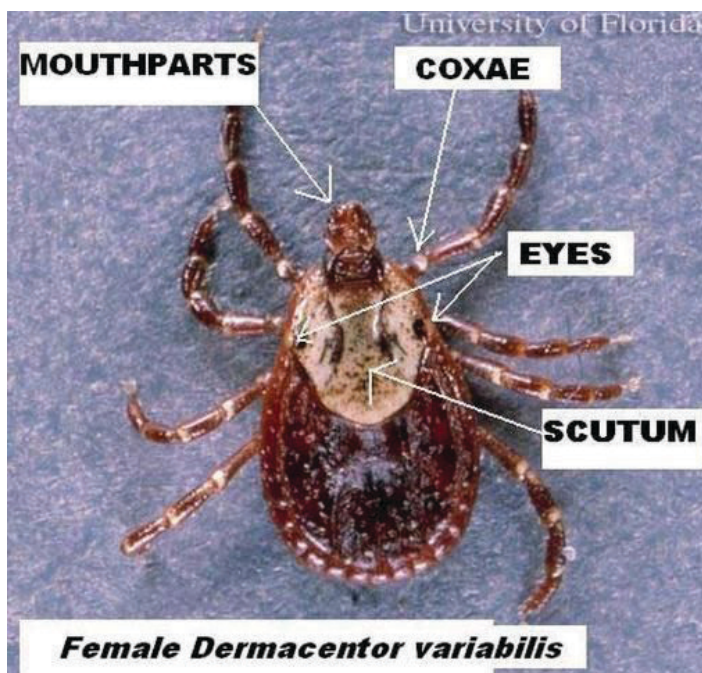 University of Florida
MOUTHPARTS
COXAE
EYES
SCUTUM
Female Dermacentor variabilis